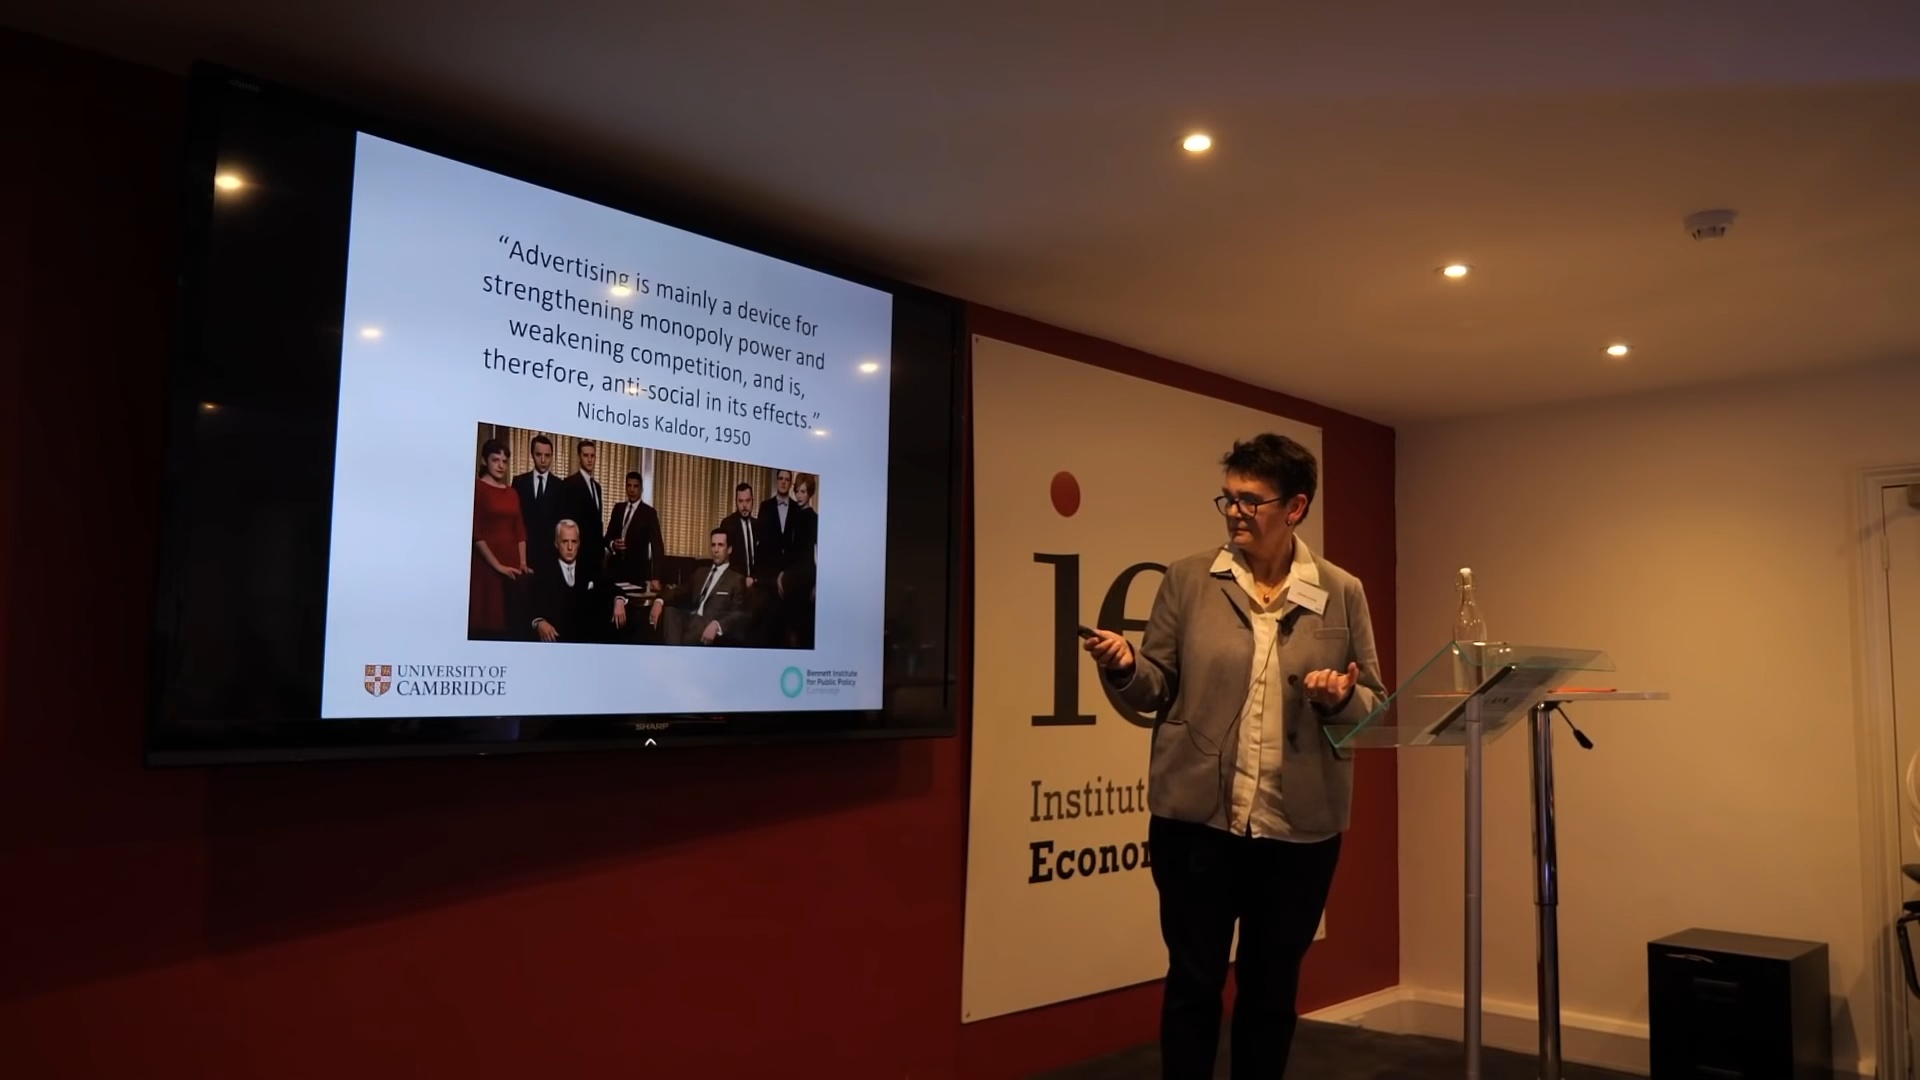 “Advertising is mainly a device for
strengthening monopoly power and
weakening competition, and is,
therefore, anti-social in its effects.”
Nicholas Kaldor, 1950
UNIVERSITY OF
CAMBRIDGE
Bennett Institute
for Public Policy
Cambridge
SHARP
ie
Institut
Econo